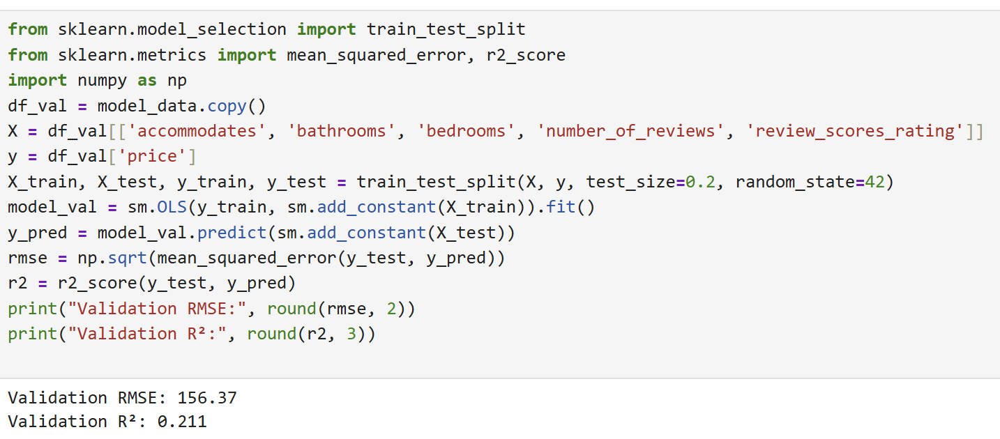 from sklearn.model_selection import train_test_split
from sklearn.metrics import mean_squared_error, r2_score
import numpy as np
df_val = model_data.copy()
X = df_val[['accommodates', 'bathrooms', 'bedrooms', 'number_of_reviews', 'review_scores_rating']]
y = df_val['price']
X_train, X_test, y_train, y_test = train_test_split(X, y, test_size=0.2, random_state=42)
model_val = sm.OLS(y_train, sm.add_constant(X_train)).fit()
y_pred = model_val.predict(sm.add_constant(X_test))
rmse = np.sqrt(mean_squared_error(y_test, y_pred))
r2 = r2_score(y_test, y_pred)
print("Validation RMSE:", round(rmse, 2))
print("Validation R²:", round(r2, 3))
Validation RMSE: 156.37
Validation R²: 0.211